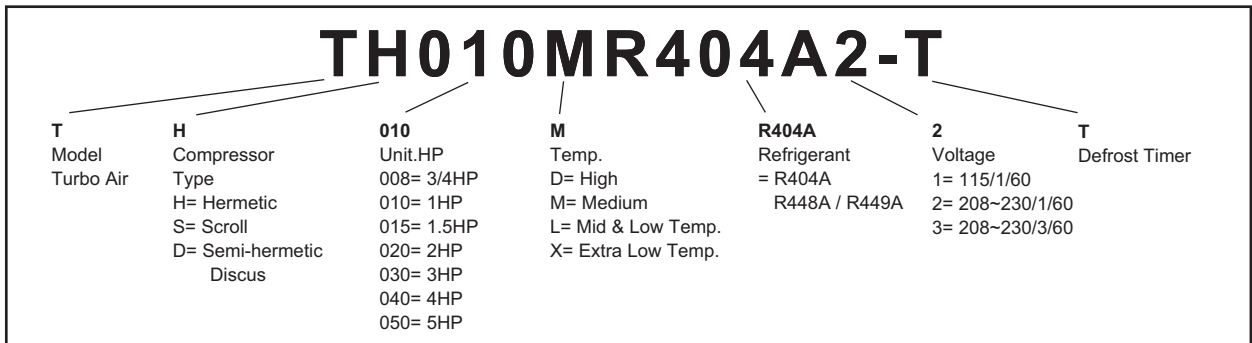 TH010MR404A2-T
T
Model
Turbo Air
H
Compressor
Type
H= Hermetic
S= Scroll
D= Semi-hermetic
Discus
010
Unit.HP
008= 3/4HP
010= 1HP
015= 1.5HP
020= 2HP
030= 3HP
040= 4HP
050= 5HP
M
Temp.
D= High
M= Medium
L= Mid & Low Temp.
X= Extra Low Temp.
R404A
Refrigerant
= R404A
R448A / R449A
2
Voltage
1= 115/1/60
2= 208~230/1/60
3= 208~230/3/60
T
Defrost Timer